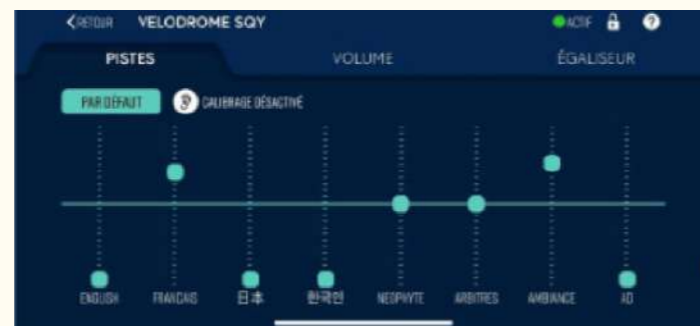 RETOUR VELODROME SQY ACTIF ?
PISTES VOLUME ÉGALISEUR
PAR DÉFAUT CALIBRAGE DÉSACTIVÉ
ENGLISH FRANCAIS 日本 한국인 NEOPHYTE ARBITRES AMBIANCE AD